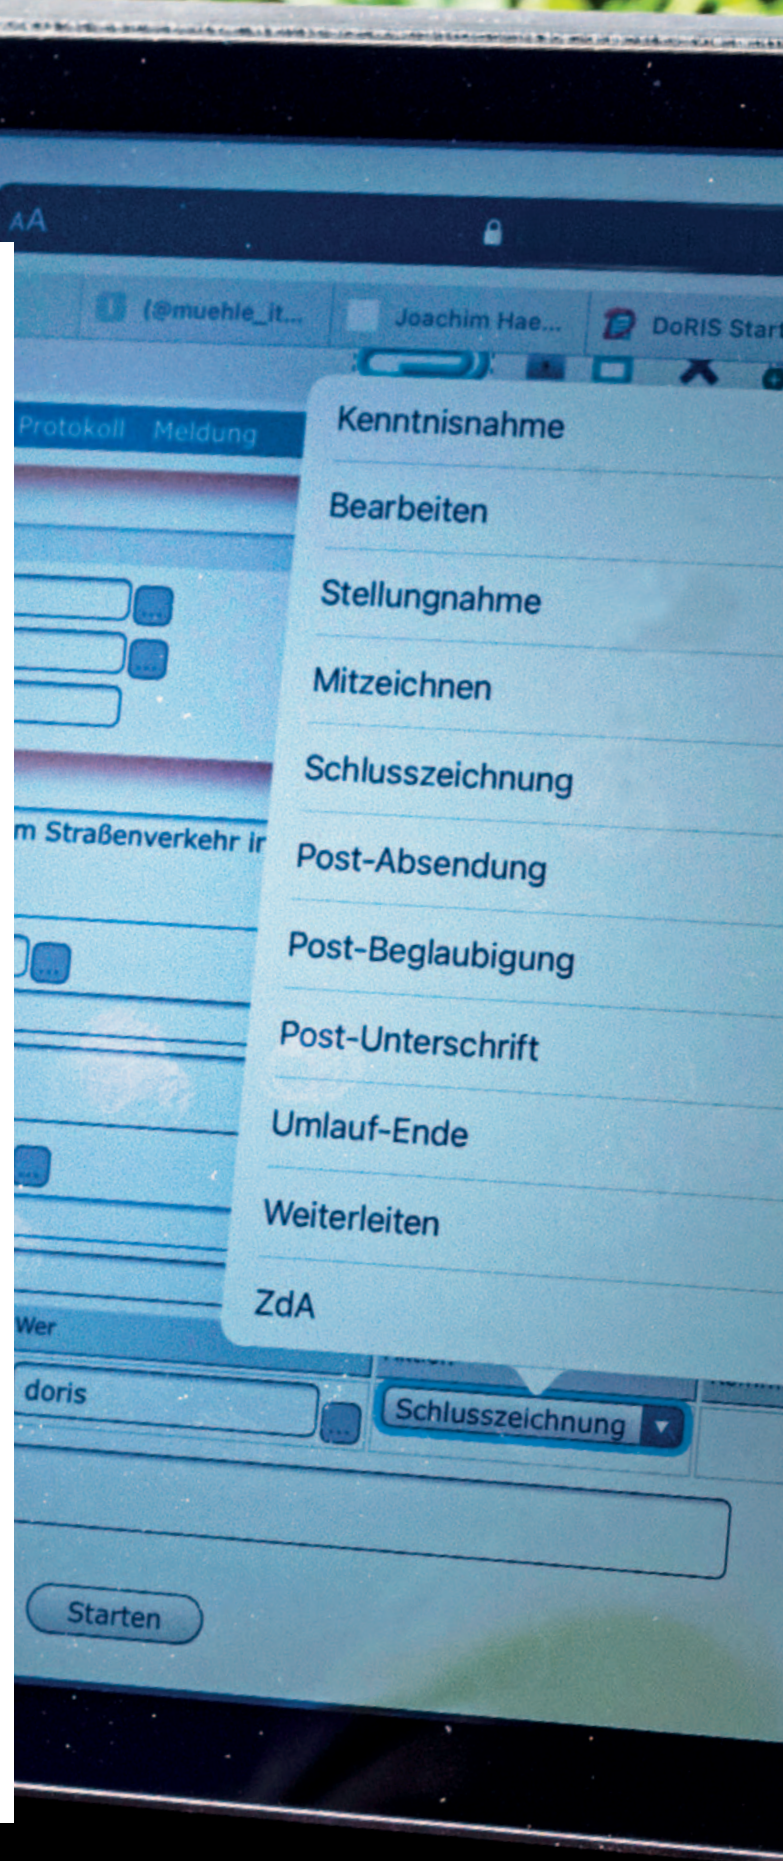 AA
(@muehle_it...
Joachim Hae...
DoRIS Start
Protokoll Meldung
Kenntnisnahme
Bearbeiten
Stellungnahme
Mitzeichnen
Schlusszeichnung
m Straßenverkehr in
Post-Absendung
Post-Beglaubigung
Post-Unterschrift
Umlauf-Ende
Weiterleiten
ZdA
Wer
doris
Schlusszeichnung
Starten